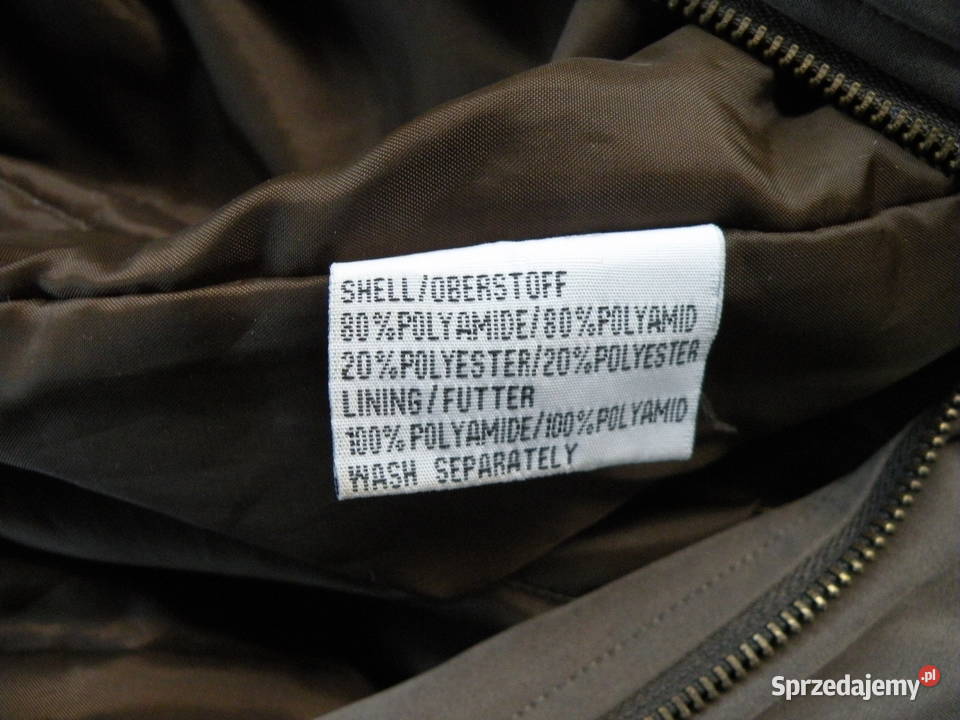 SHELL/OBERSTOFF
80%POLYAMIDE/80%POLYAMID
20%POLYESTER/20%POLYESTER
LINING/FUTTER
100%POLYAMIDE/100%POLYAMID
WASH SEPARATELY
Sprzedajemy.pl